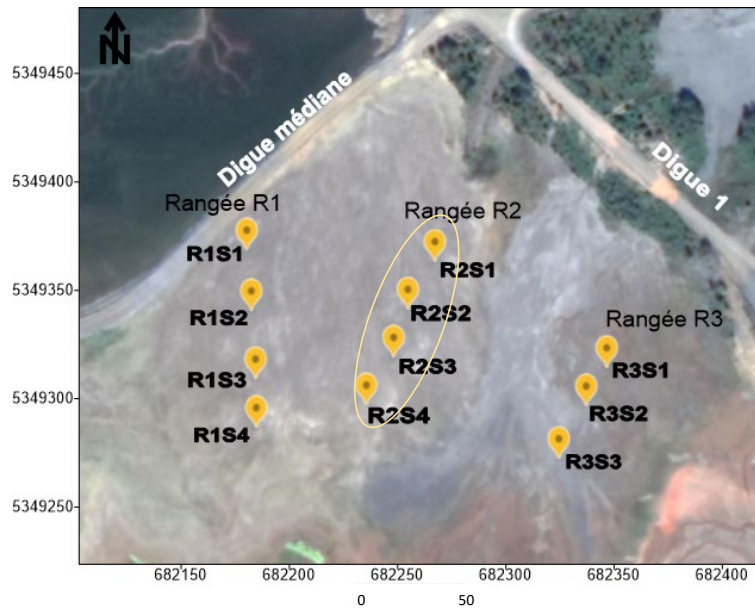 N
5349450
5349400
5349350
5349300
5349250
Digue médiane
Digue 1
Rangée R1
R1S1
R1S2
R1S3
R1S4
Rangée R2
R2S1
R2S2
R2S3
R2S4
Rangée R3
R3S1
R3S2
R3S3
682150 682200 682250 682300 682350 682400
0 50